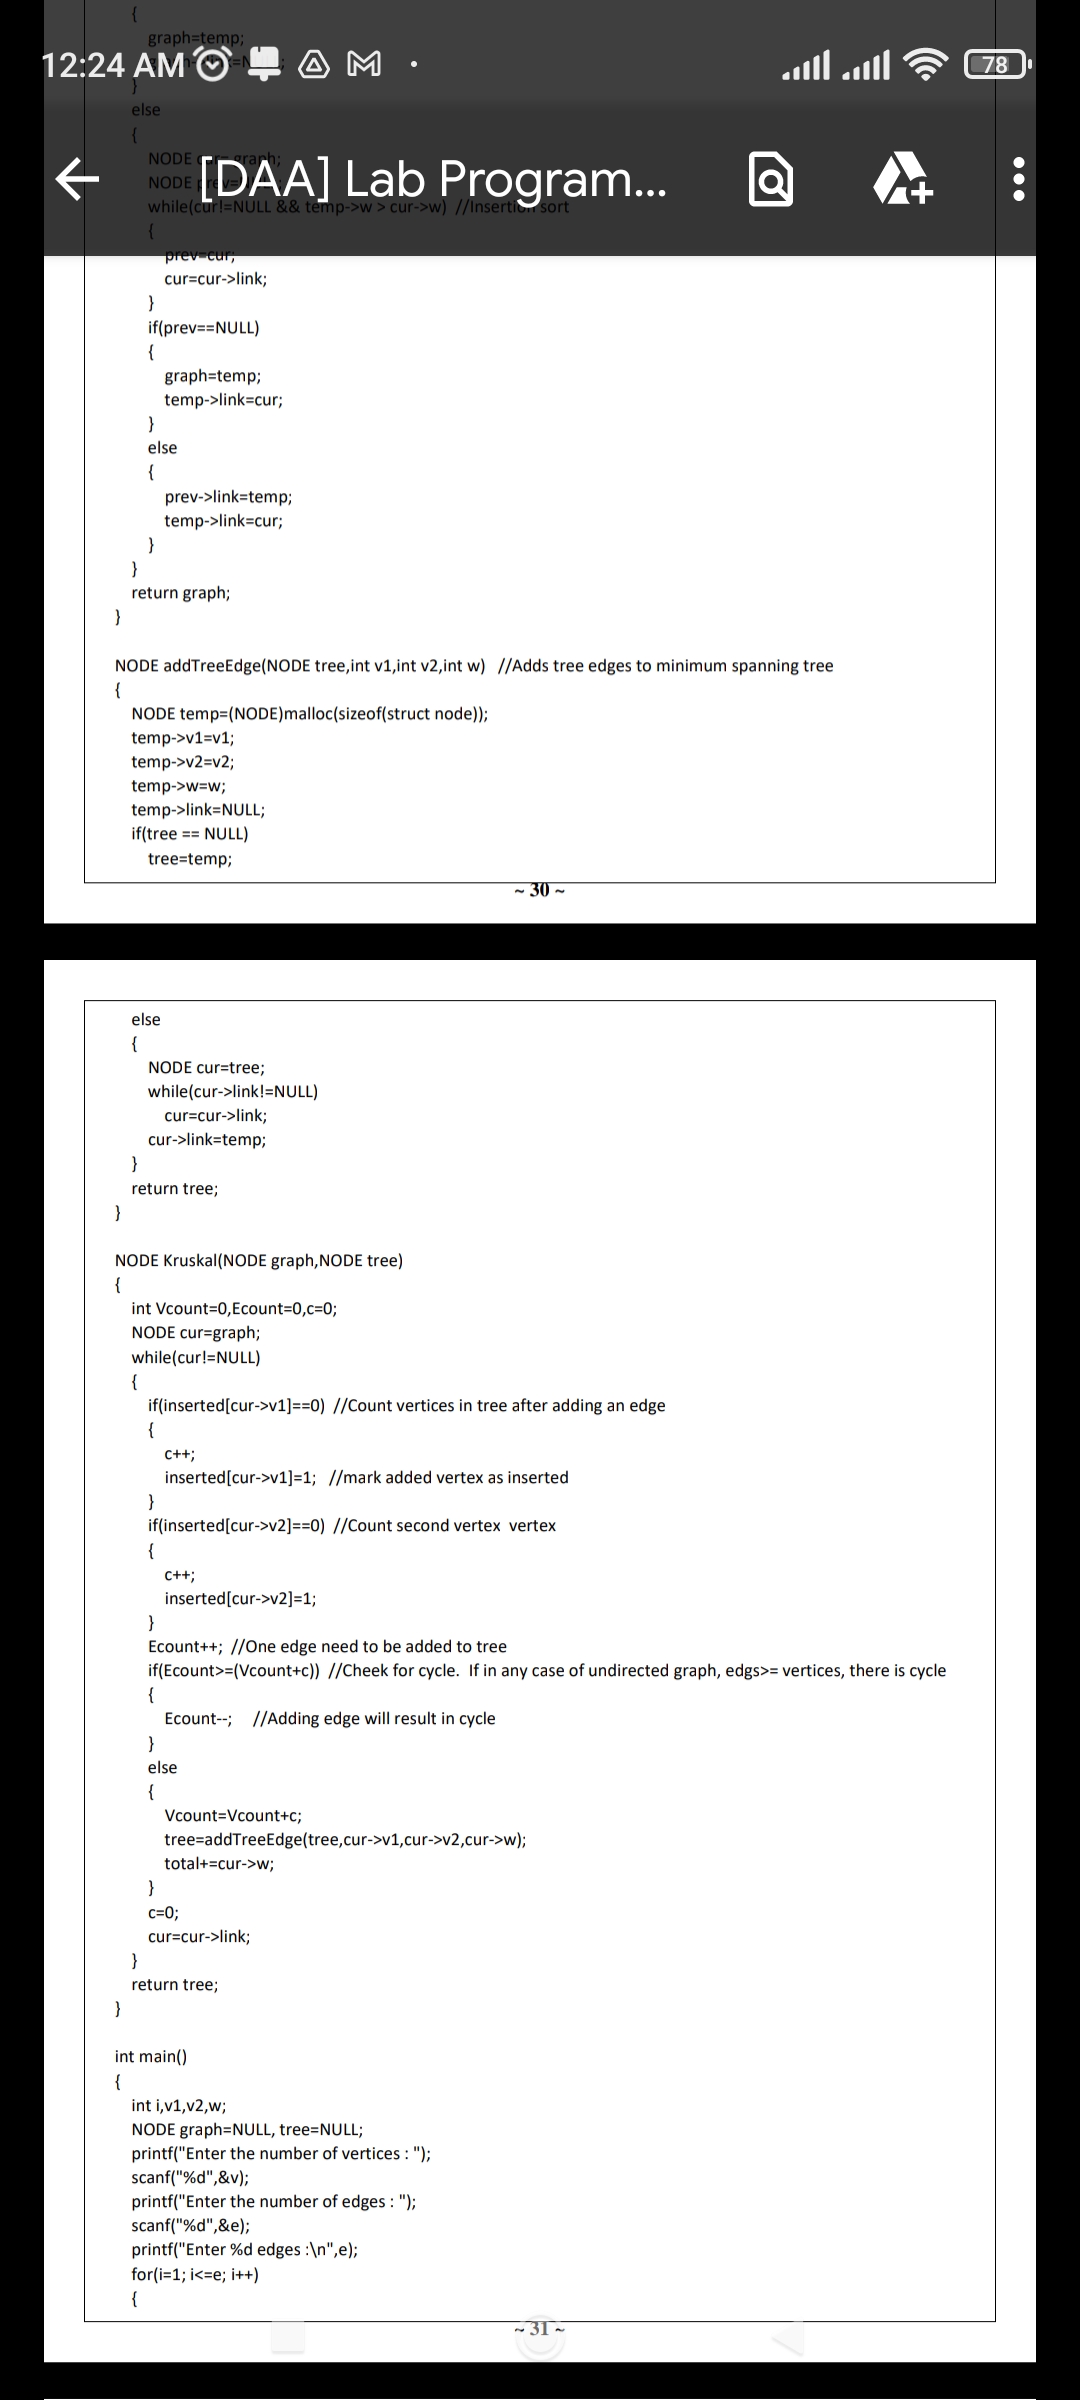 {
graph=temp;
12:24 AM
78
}
else
{
NODE cur=graph;
[DAA] Lab Program...
NODE prev=
while(cur!=NULL && temp->w > cur->w) //Insertion sort
{
prev=cur;
cur=cur->link;
}
if(prev==NULL)
{
graph=temp;
temp->link=cur;
}
else
{
prev->link=temp;
temp->link=cur;
}
}
return graph;
}
NODE addTreeEdge(NODE tree,int v1,int v2,int w) //Adds tree edges to minimum spanning tree
{
NODE temp=(NODE)malloc(sizeof(struct node));
temp->v1=v1;
temp->v2=v2;
temp->w=w;
temp->link=NULL;
if(tree == NULL)
tree=temp;
~ 30 ~
else
{
NODE cur=tree;
while(cur->link!=NULL)
cur=cur->link;
cur->link=temp;
}
return tree;
}
NODE Kruskal(NODE graph,NODE tree)
{
int Vcount=0,Ecount=0,c=0;
NODE cur=graph;
while(cur!=NULL)
{
if(inserted[cur->v1]==0) //Count vertices in tree after adding an edge
{
c++;
inserted[cur->v1]=1; //mark added vertex as inserted
}
if(inserted[cur->v2]==0) //Count second vertex vertex
{
c++;
inserted[cur->v2]=1;
}
Ecount++; //One edge need to be added to tree
if(Ecount>=(Vcount+c)) //Cheek for cycle. If in any case of undirected graph, edgs>= vertices, there is cycle
{
Ecount--; //Adding edge will result in cycle
}
else
{
Vcount=Vcount+c;
tree=addTreeEdge(tree,cur->v1,cur->v2,cur->w);
total+=cur->w;
}
c=0;
cur=cur->link;
}
return tree;
}
int main()
{
int i,v1,v2,w;
NODE graph=NULL, tree=NULL;
printf("Enter the number of vertices : ");
scanf("%d",&v);
printf("Enter the number of edges : ");
scanf("%d",&e);
printf("Enter %d edges :\n",e);
for(i=1; i<=e; i++)
{
~ 31 ~